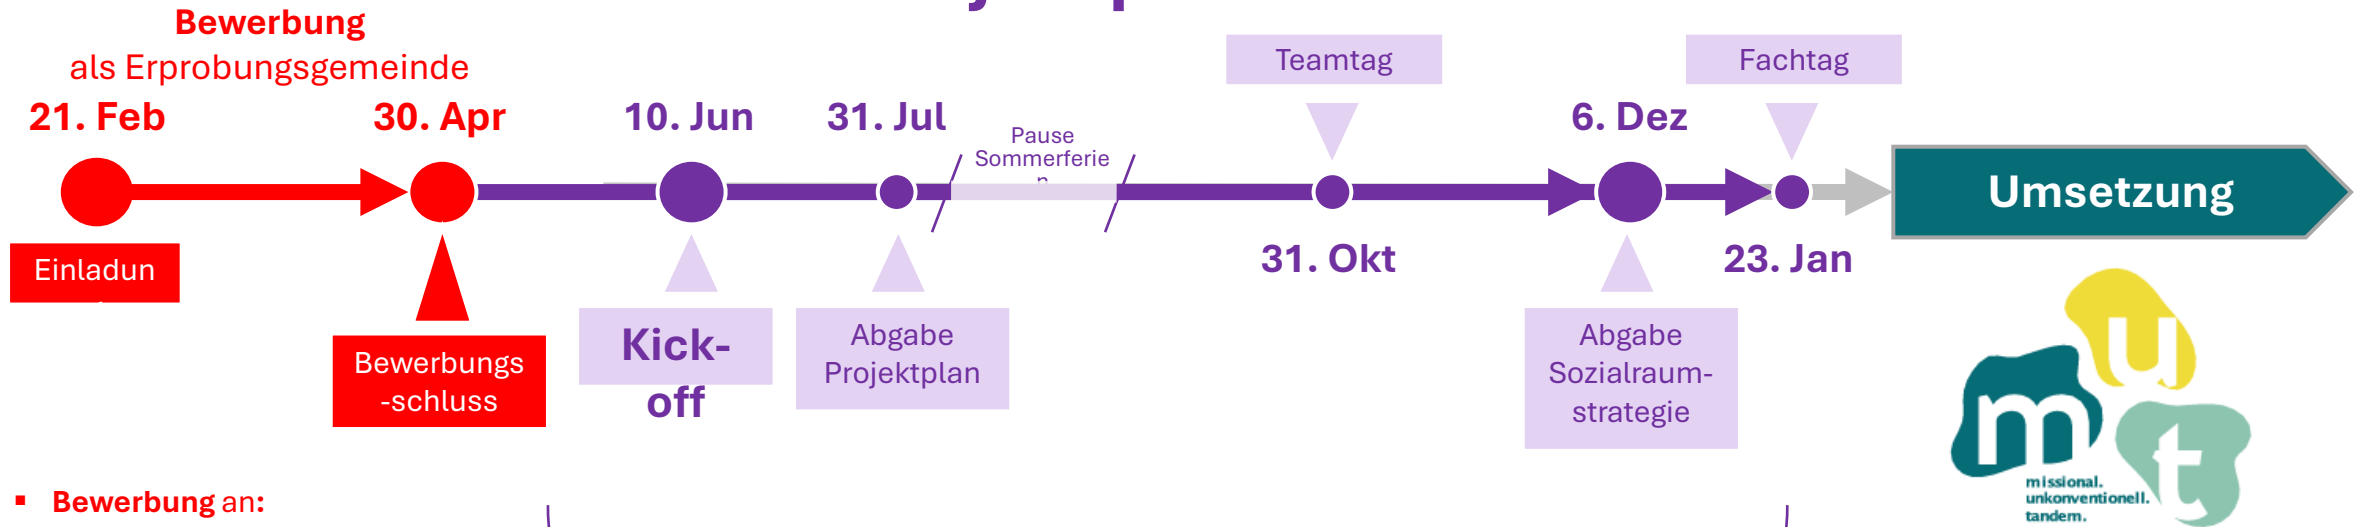 Bewerbung
als Erprobungsgemeinde
21. Feb
30. Apr
10. Jun
31. Jul
Pause
Sommerferie
n
Teamtag
6. Dez
Fachtag
Umsetzung
31. Okt
23. Jan
Einladun
Bewerbungs
-schluss
Kick-
off
Abgabe
Projektplan
Abgabe
Sozialraum-
strategie
m u t
missional.
unkonventionell.
tandem.
▪ Bewerbung an: